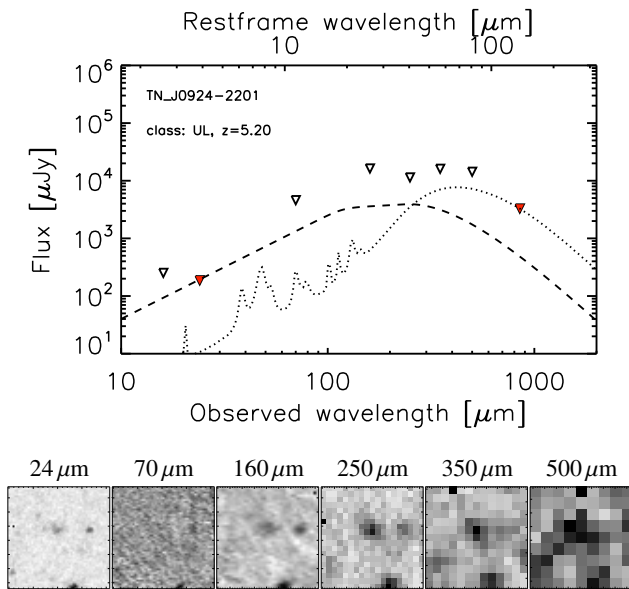 Restframe wavelength [μm]
10 100
TN_J0924−2201
class: UL, z=5.20
Flux [μJy]
10^6
10^5
10^4
10^3
10^2
10^1
10 100 1000
Observed wavelength [μm]
24 μm 70 μm 160 μm 250 μm 350 μm 500 μm